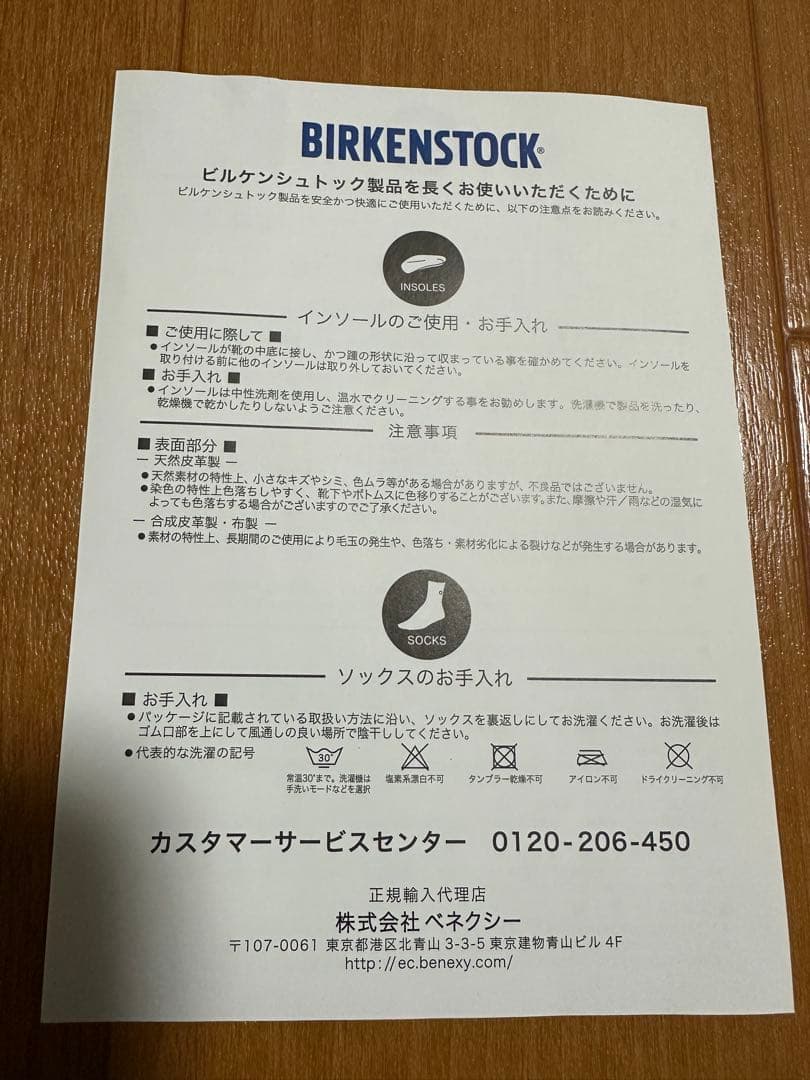 BIRKENSTOCK®
ビルケンシュトック製品を長くお使いいただくために
ビルケンシュトック製品を安全かつ快適にご使用いただくために、以下の注意点をお読みください。
INSOLES
インソールのご使用・お手入れ
■ ご使用に際して ■
●インソールが靴の中底に接し、かつ踵の形状に沿って収まっている事を確かめてください。インソールを
取り付ける前に他のインソールは取り外しておいてください。
■ お手入れ ■
●インソールは中性洗剤を使用し、温水でクリーニングする事をお勧めします。洗濯機で製品を洗ったり、
乾燥機で乾かしたりしないようご注意ください。
注意事項
■ 表面部分 ■
ー 天然皮革製 ー
●天然素材の特性上、小さなキズやシミ、色ムラ等がある場合がありますが、不良品ではございません。
●染色の特性上色落ちしやすく、靴下やボトムスに色移りすることがございます。また、摩擦や汗／雨などの湿気に
よっても色落ちする場合がございますのでご了承ください。
ー 合成皮革製・布製 ー
●素材の特性上、長期間のご使用により毛玉の発生や、色落ち・素材劣化による裂けなどが発生する場合があります。
SOCKS
ソックスのお手入れ
■ お手入れ ■
●パッケージに記載されている取扱い方法に沿い、ソックスを裏返しにしてお洗濯ください。お洗濯後は
ゴム口部を上にして風通しの良い場所で陰干ししてください。
●代表的な洗濯の記号
30°
常温30°まで。洗濯機は
手洗いモードなどを選択
塩素系漂白不可
タンブラー乾燥不可
アイロン不可
ドライクリーニング不可
カスタマーサービスセンター 0120-206-450
正規輸入代理店
株式会社 ベネクシー
〒107-0061 東京都港区北青山 3-3-5 東京建物青山ビル 4F
http://ec.benexy.com/